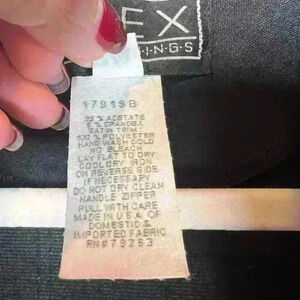 EX
INGS
17919B
95 % ACETATE
5 % SPANDEX
SATIN TRIM:
100 % POLYESTER
HAND WASH COLD
NO BLEACH
LAY FLAT TO DRY
COOL DRY IRON
ON REVERSE SIDE
IF NECESSARY
DO NOT DRY CLEAN
HANDLE ZIPPER
PULL WITH CARE
MADE IN U.S.A OF
DOMESTIC &
IMPORTED FABRIC
RN# 79263